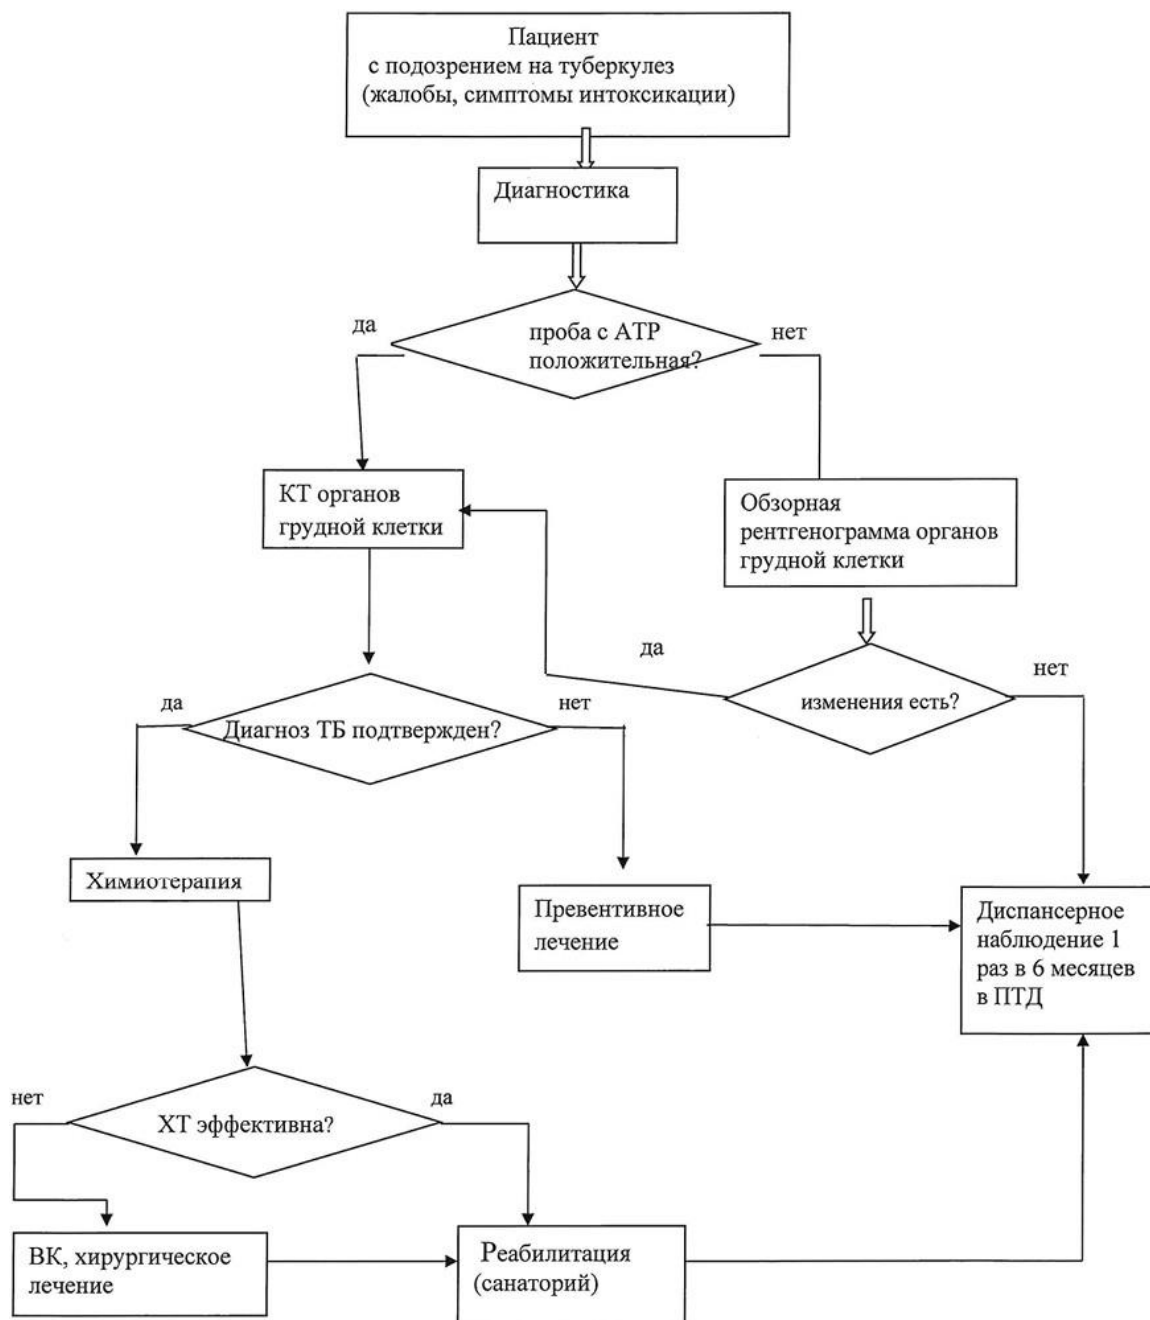 Пациент
с подозрением на туберкулез
(жалобы, симптомы интоксикации)
Диагностика
да
проба с АТР
положительная?
нет
КТ органов
грудной клетки
Обзорная
рентгенограмма органов
грудной клетки
да
нет
изменения есть?
да
нет
Диагноз ТБ подтвержден?
Химиотерапия
Превентивное
лечение
Диспансерное
наблюдение 1
раз в 6 месяцев
в ПТД
нет
да
ХТ эффективна?
ВК, хирургическое
лечение
Реабилитация
(санаторий)